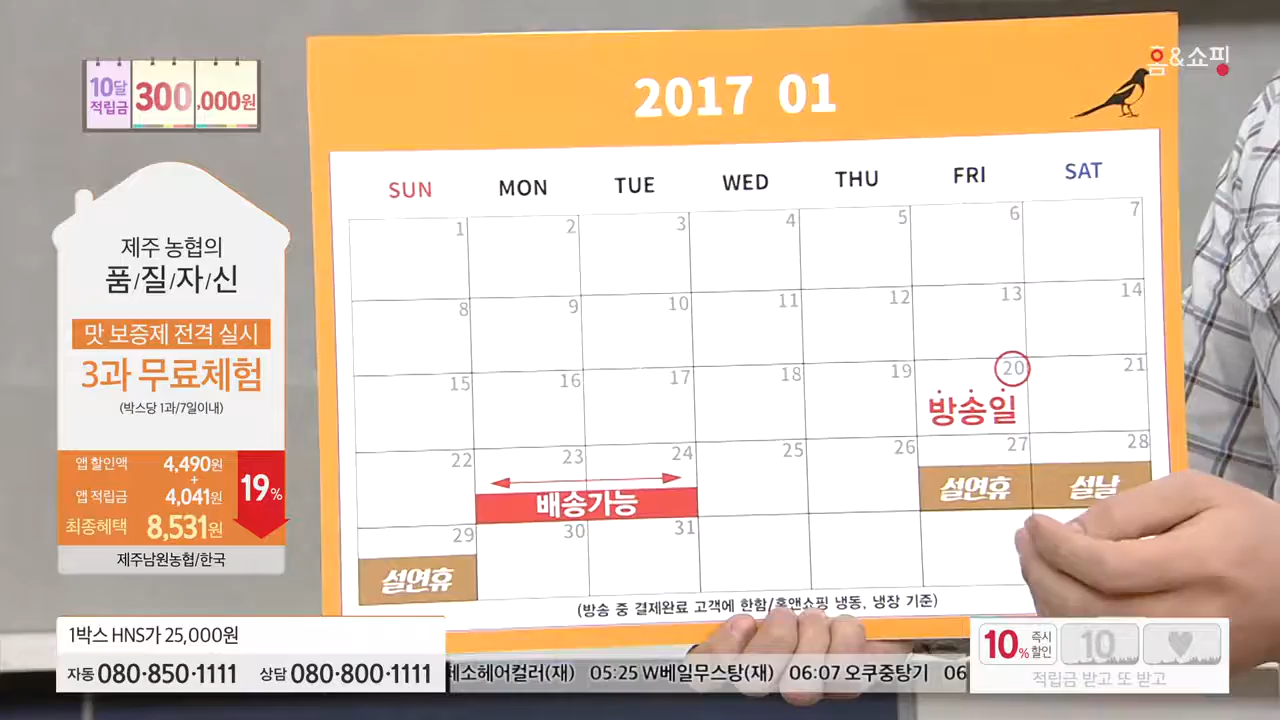 홈&쇼핑
10달
적립금
300,000원
2017 01
SUN MON TUE WED THU FRI SAT
1 2 3 4 5 6 7
8 9 10 11 12 13 14
15 16 17 18 19 20 21
방송일
22 23 24 25 26 27 28
배송가능
설연휴 설날
29 30 31
설연휴
(방송 중 결제완료 고객에 한함/홈앤쇼핑 냉동, 냉장 기준)
제주 농협의
품/질/자/신
맛 보증제 전격 실시
3과 무료체험
(박스당 1과/7일이내)
앱 할인액 4,490원
+
앱 적립금 4,041원
최종혜택 8,531원
19%
제주남원농협/한국
1박스 HNS가 25,000원
자동 080·850·1111 상담 080·800·1111
헤어컬러(재) 05:25 W베일무스탕(재) 06:07 오쿠중탕기 06
10% 즉시 할인
10
적립금 받고 또 받고